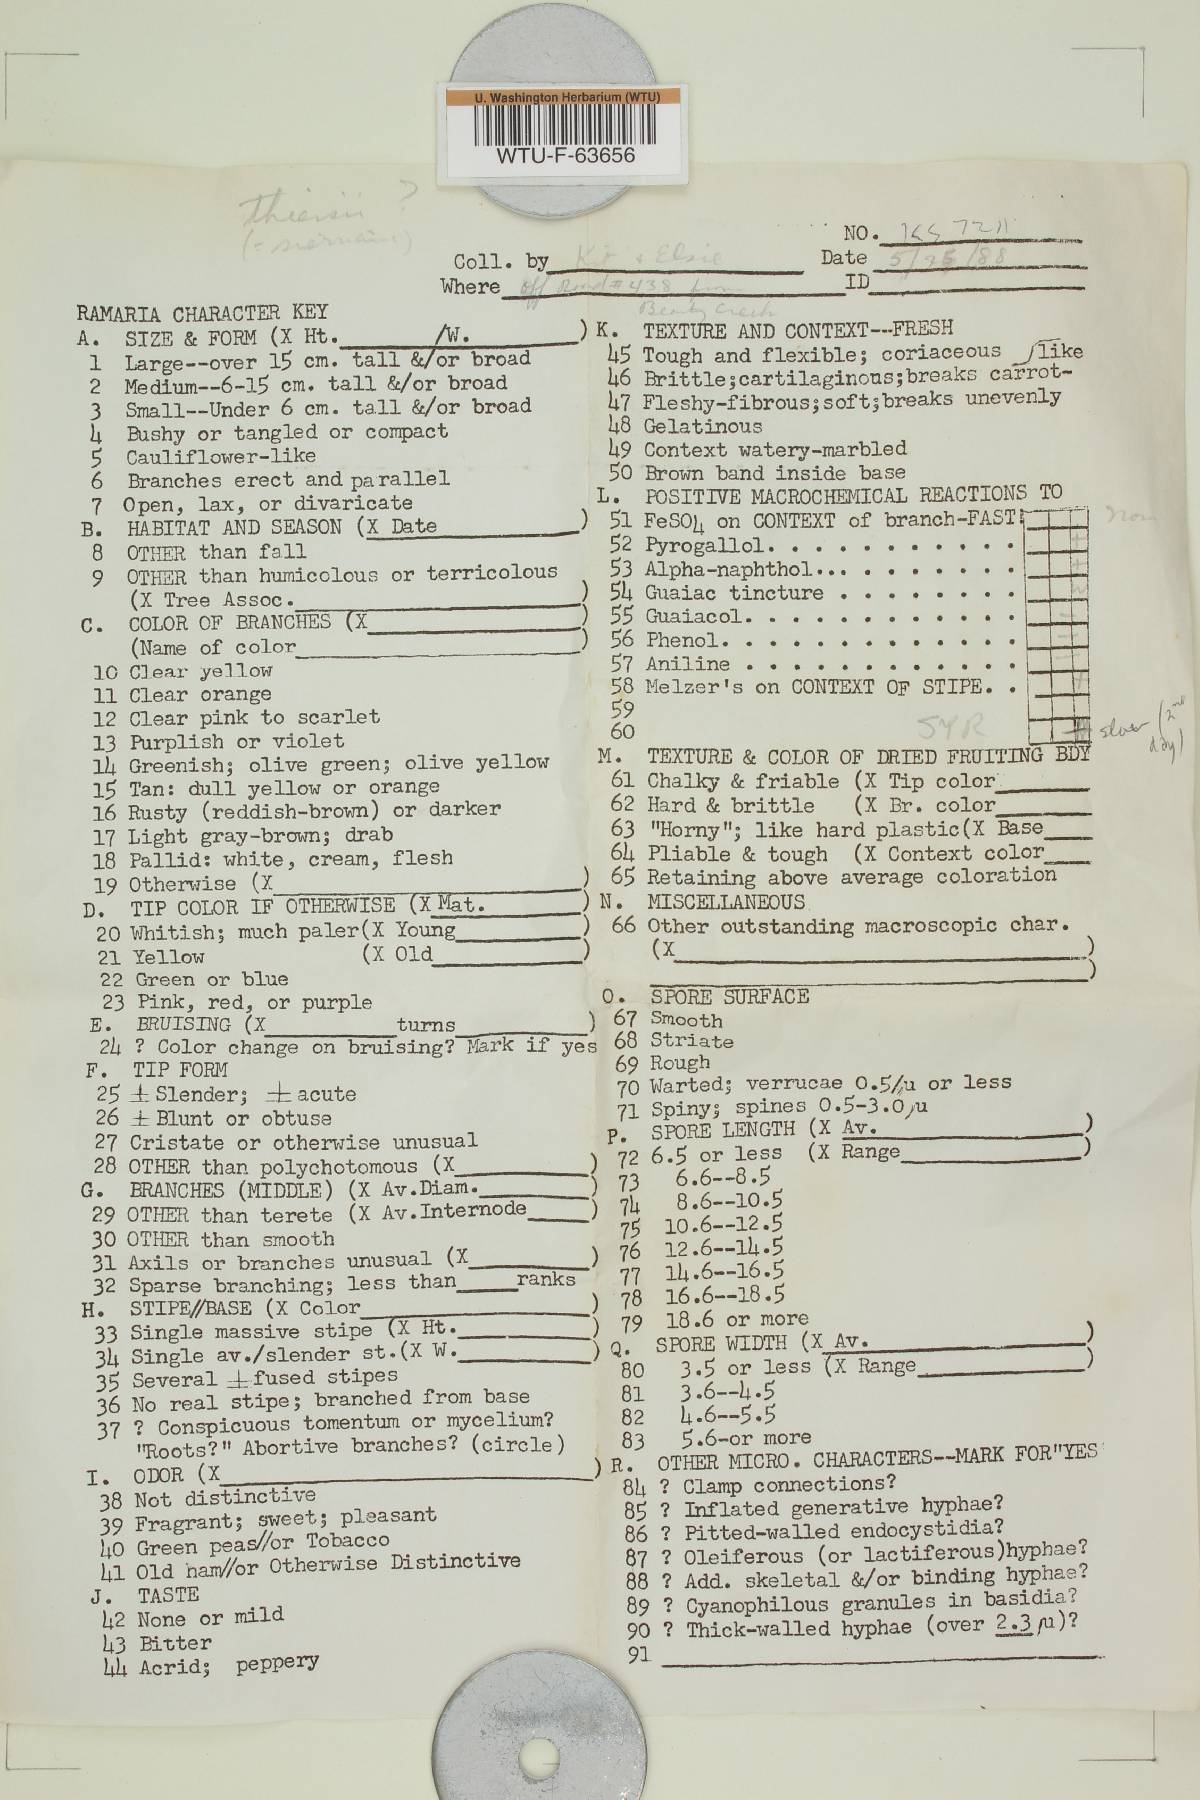 U. Washington Herbarium (WTU)
WTU-F-63656
thiersii ?
NO. KS 7211
Coll. by Kit & Elsie Date 5/25/88
Where off Road #438 from ID
Creek
RAMARIA CHARACTER KEY
A. SIZE & FORM (X Ht. /W. )
1 Large--over 15 cm. tall &/or broad
2 Medium--6-15 cm. tall &/or broad
3 Small--Under 6 cm. tall &/or broad
4 Bushy or tangled or compact
5 Cauliflower-like
6 Branches erect and parallel
7 Open, lax, or divaricate
B. HABITAT AND SEASON (X Date )
8 OTHER than fall
9 OTHER than humicolous or terricolous
(X Tree Assoc. )
C. COLOR OF BRANCHES (X )
(Name of color )
10 Clear yellow
11 Clear orange
12 Clear pink to scarlet
13 Purplish or violet
14 Greenish; olive green; olive yellow
15 Tan: dull yellow or orange
16 Rusty (reddish-brown) or darker
17 Light gray-brown; drab
18 Pallid: white, cream, flesh
19 Otherwise (X )
D. TIP COLOR IF OTHERWISE (X Mat. )
20 Whitish; much paler(X Young )
21 Yellow (X Old )
22 Green or blue
23 Pink, red, or purple
E. BRUISING (X turns )
24 ? Color change on bruising? Mark if yes
F. TIP FORM
25 ± Slender; ± acute
26 ± Blunt or obtuse
27 Cristate or otherwise unusual
28 OTHER than polychotomous (X )
G. BRANCHES (MIDDLE) (X Av.Diam. )
29 OTHER than terete (X Av.Internode )
30 OTHER than smooth
31 Axils or branches unusual (X )
32 Sparse branching; less than ranks
H. STIPE//BASE (X Color )
33 Single massive stipe (X Ht. )
34 Single av./slender st.(X W. )
35 Several ± fused stipes
36 No real stipe; branched from base
37 ? Conspicuous tomentum or mycelium?
"Roots?" Abortive branches? (circle)
I. ODOR (X )
38 Not distinctive
39 Fragrant; sweet; pleasant
40 Green peas//or Tobacco
41 Old ham//or Otherwise Distinctive
J. TASTE
42 None or mild
43 Bitter
44 Acrid; peppery
K. TEXTURE AND CONTEXT---FRESH
45 Tough and flexible; coriaceous like
46 Brittle;cartilaginous;breaks carrot-
47 Fleshy-fibrous;soft;breaks unevenly
48 Gelatinous
49 Context watery-marbled
50 Brown band inside base
L. POSITIVE MACROCHEMICAL REACTIONS TO
51 FeSO4 on CONTEXT of branch-FAST!
52 Pyrogallol. . . . . . . . . . . .
53 Alpha-naphthol... . . . . . . . .
54 Guaiac tincture . . . . . . . .
55 Guaiacol. . . . . . . . . . . . .
56 Phenol. . . . . . . . . . . . . .
57 Aniline . . . . . . . . . . . . .
58 Melzer's on CONTEXT OF STIPE. .
59
60 SYR slow (2nd day)
M. TEXTURE & COLOR OF DRIED FRUITING BDY
61 Chalky & friable (X Tip color
62 Hard & brittle (X Br. color
63 "Horny"; like hard plastic(X Base
64 Pliable & tough (X Context color
65 Retaining above average coloration
N. MISCELLANEOUS
66 Other outstanding macroscopic char.
(X )
)
O. SPORE SURFACE
67 Smooth
68 Striate
69 Rough
70 Warted; verrucae 0.5/u or less
71 Spiny; spines 0.5-3.0/u
P. SPORE LENGTH (X Av. )
72 6.5 or less (X Range )
73 6.6--8.5
74 8.6--10.5
75 10.6--12.5
76 12.6--14.5
77 14.6--16.5
78 16.6--18.5
79 18.6 or more
Q. SPORE WIDTH (X Av. )
80 3.5 or less (X Range )
81 3.6--4.5
82 4.6--5.5
83 5.6-or more
R. OTHER MICRO. CHARACTERS--MARK FOR"YES
84 ? Clamp connections?
85 ? Inflated generative hyphae?
86 ? Pitted-walled endocystidia?
87 ? Oleiferous (or lactiferous)hyphae?
88 ? Add. skeletal &/or binding hyphae?
89 ? Cyanophilous granules in basidia?
90 ? Thick-walled hyphae (over 2.3 /u)?
91